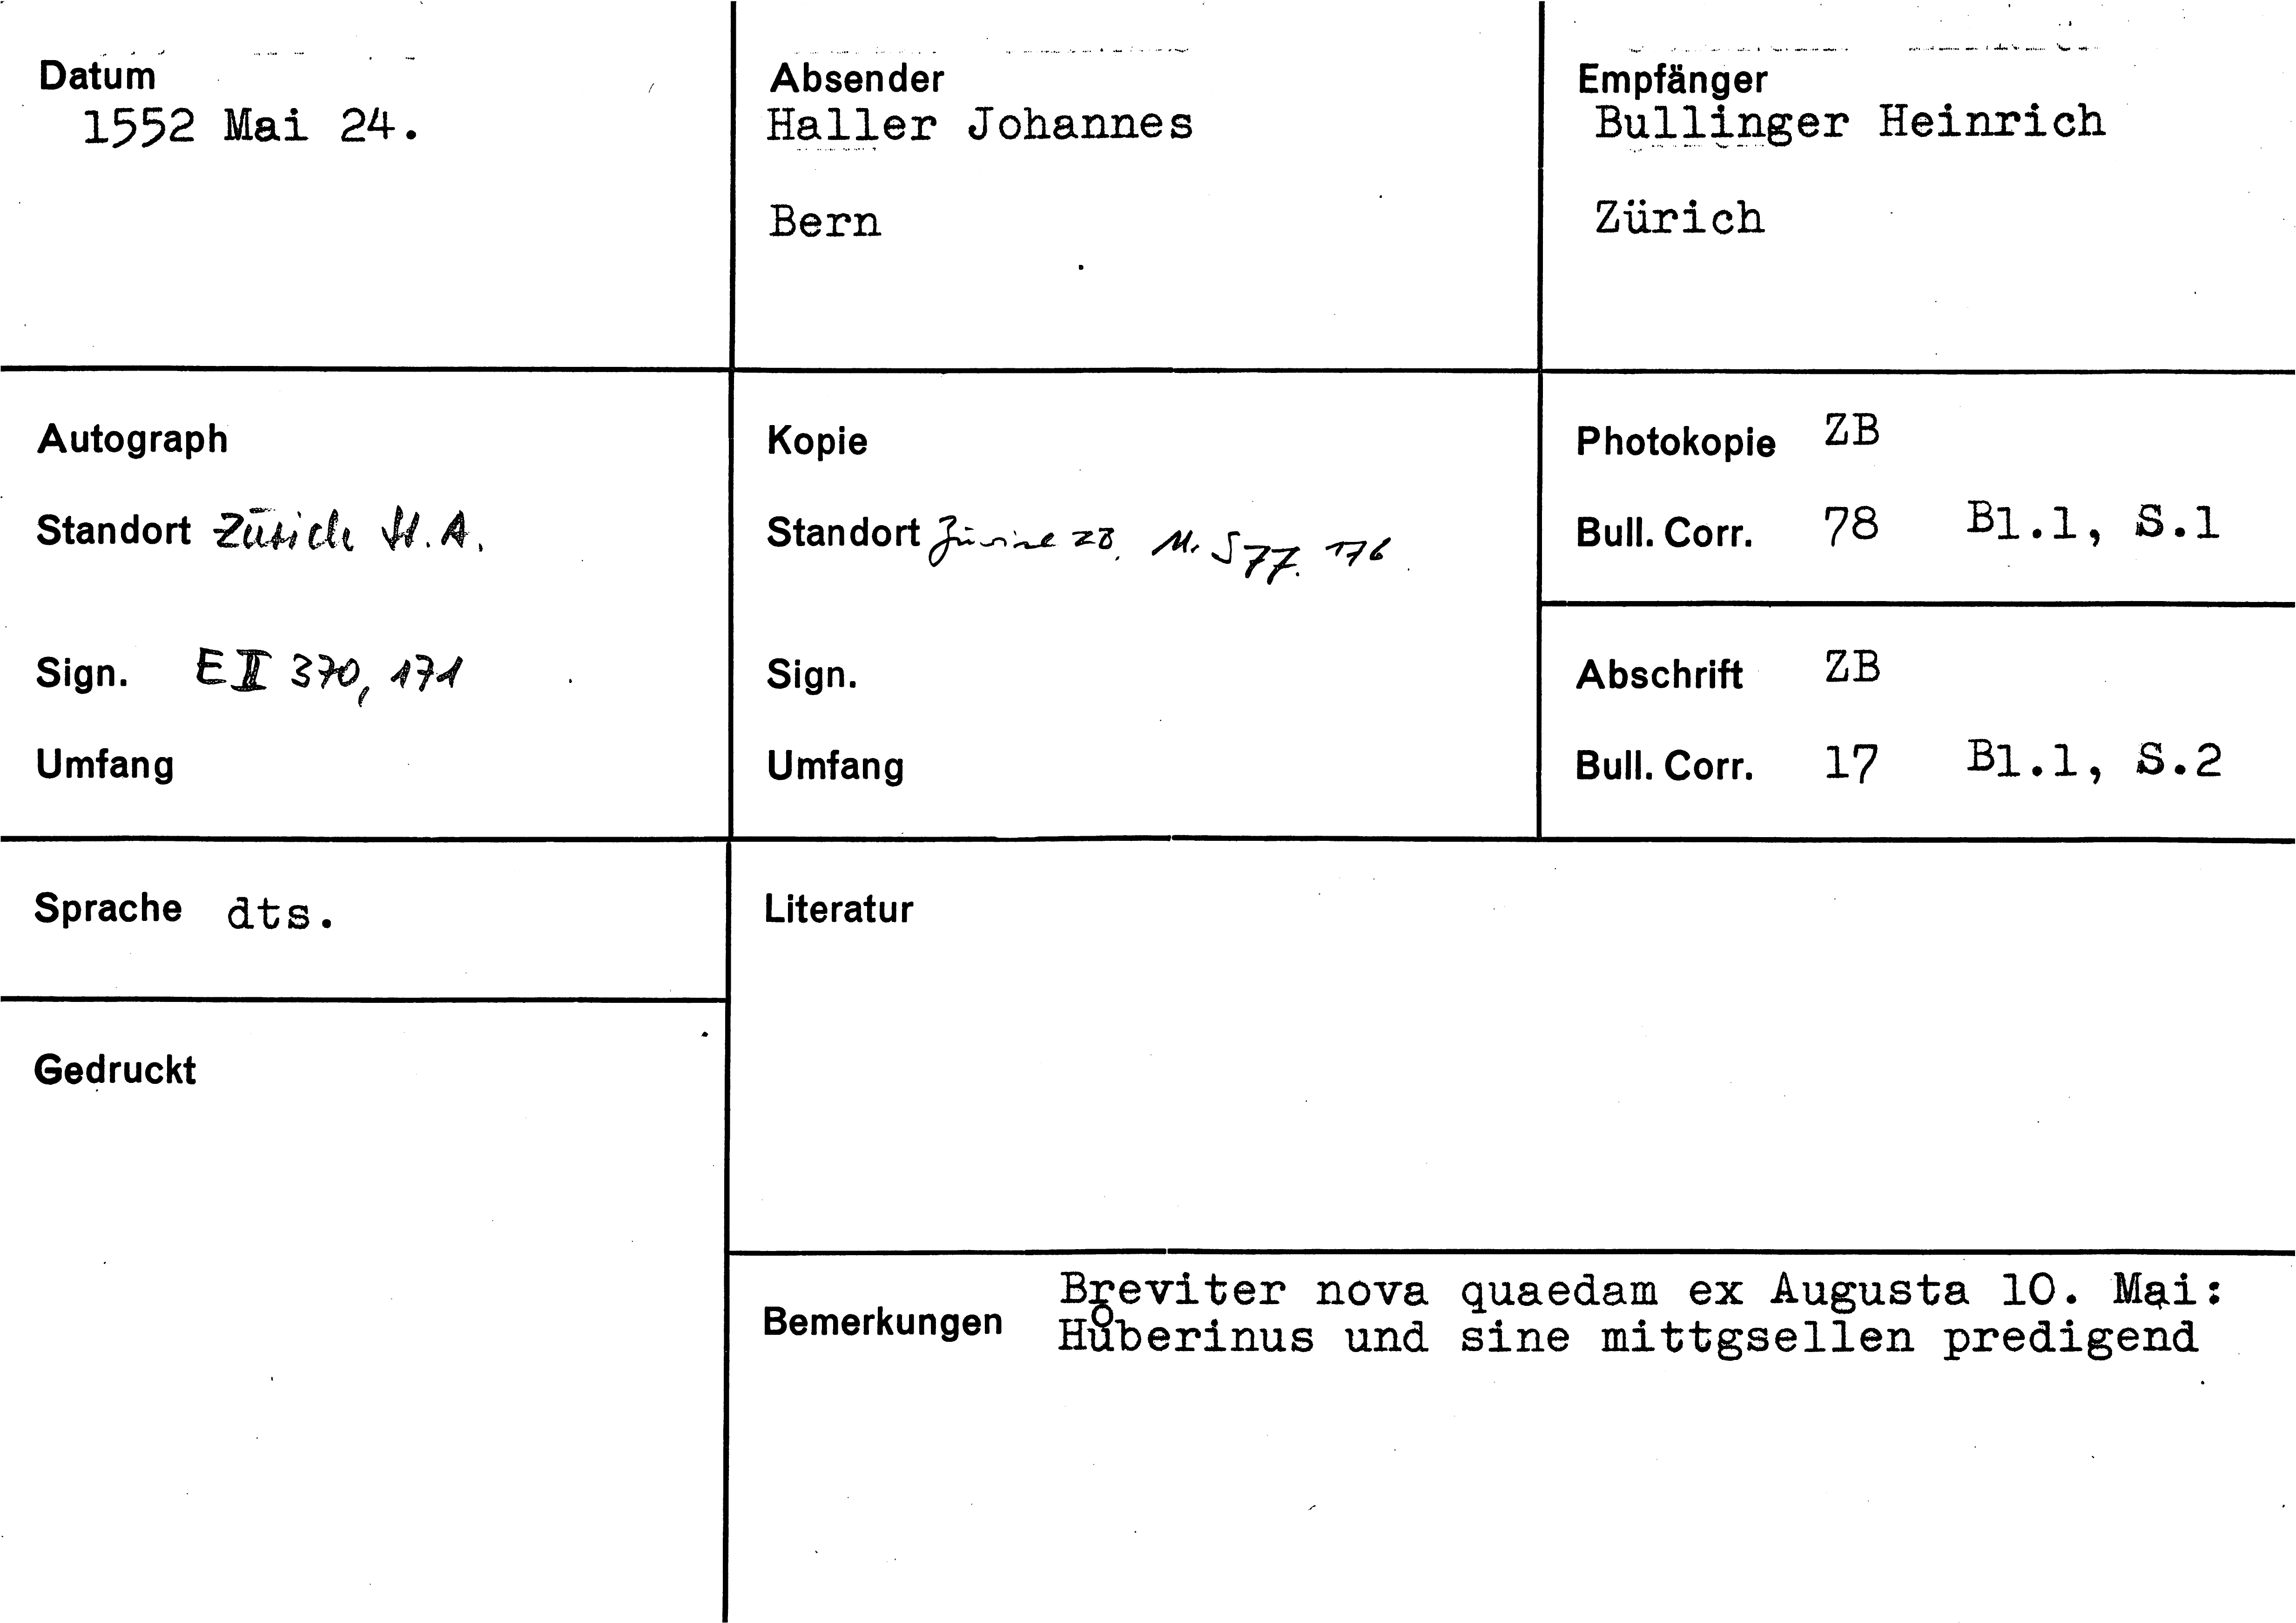 Datum
1552 Mai 24.
Absender
Haller Johannes
Bern
Empfänger
Bullinger Heinrich
Zürich
Autograph
Standort Zürich St.A.
Sign. E II 370, 171
Umfang
Kopie
Standort Zürich ZB. Ms S 77. 176
Sign.
Umfang
Photokopie ZB
Bull. Corr. 78 Bl.1, S.1
Abschrift ZB
Bull. Corr. 17 Bl.1, S.2
Sprache dts.
Literatur
Gedruckt
Bemerkungen Breviter nova quaedam ex Augusta 10. Mai:
Hůberinus und sine mittgsellen predigend